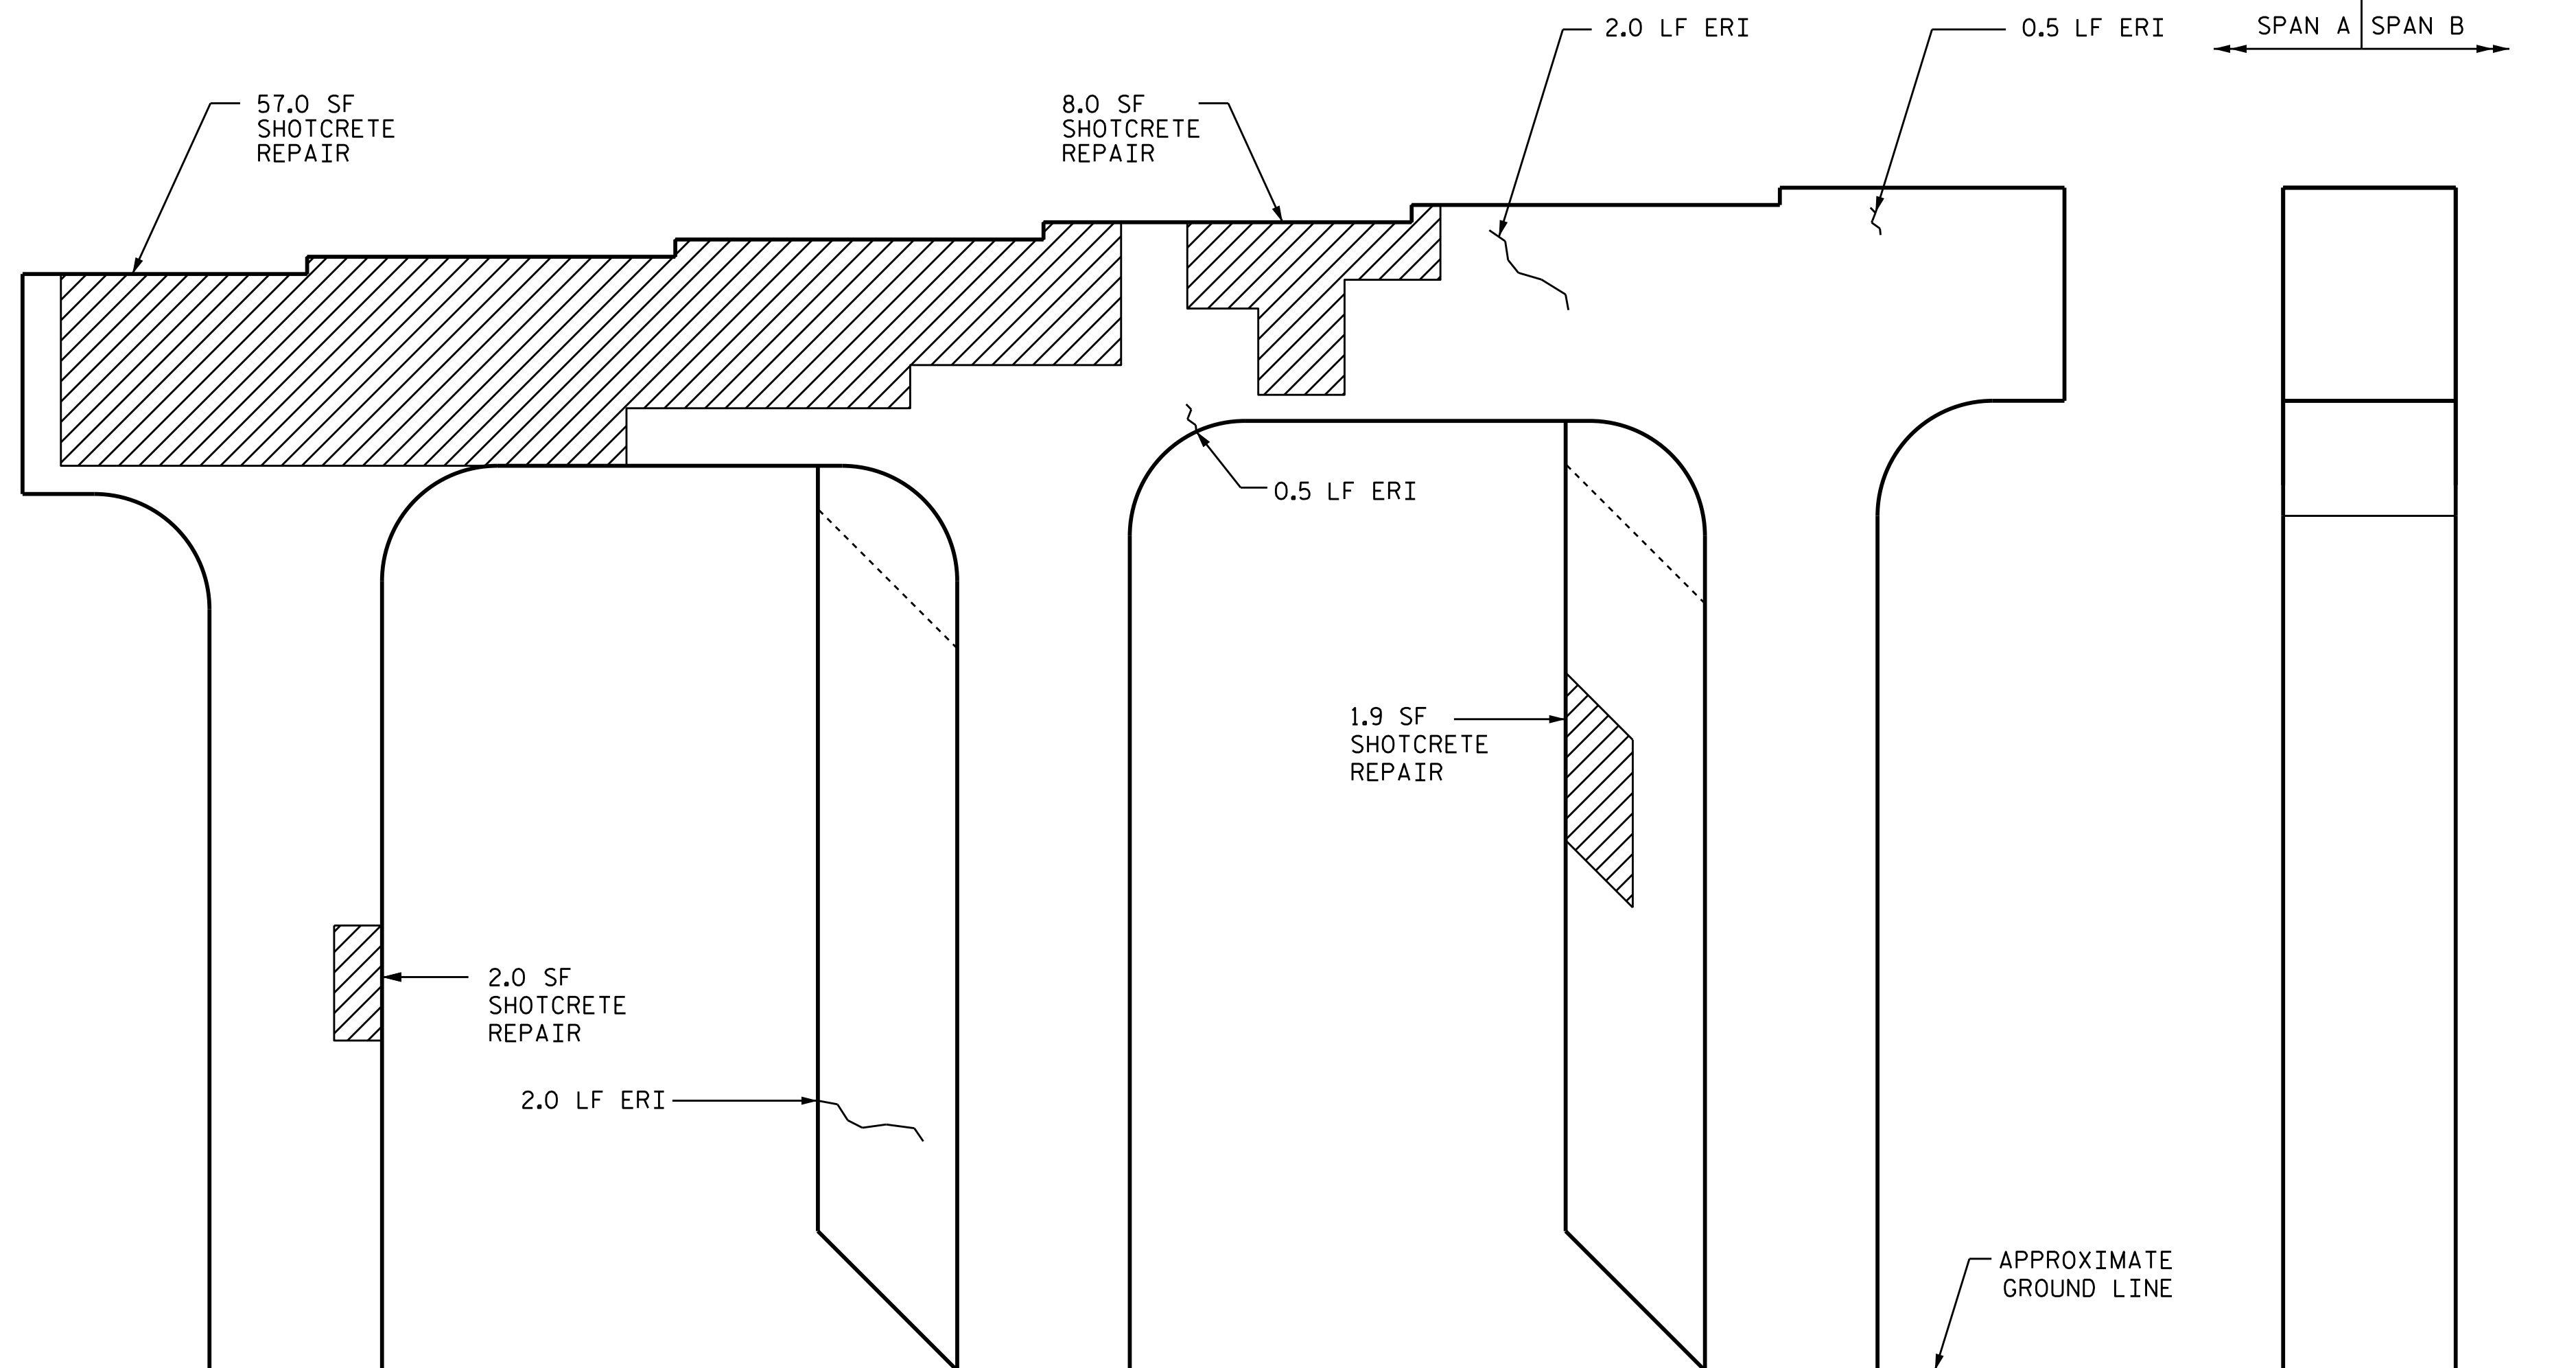 2.0 LF ERI
0.5 LF ERI
SPAN A
SPAN B
57.0 SF
SHOTCRETE
REPAIR
8.0 SF
SHOTCRETE
REPAIR
0.5 LF ERI
1.9 SF
SHOTCRETE
REPAIR
2.0 SF
SHOTCRETE
REPAIR
2.0 LF ERI
APPROXIMATE
GROUND LINE